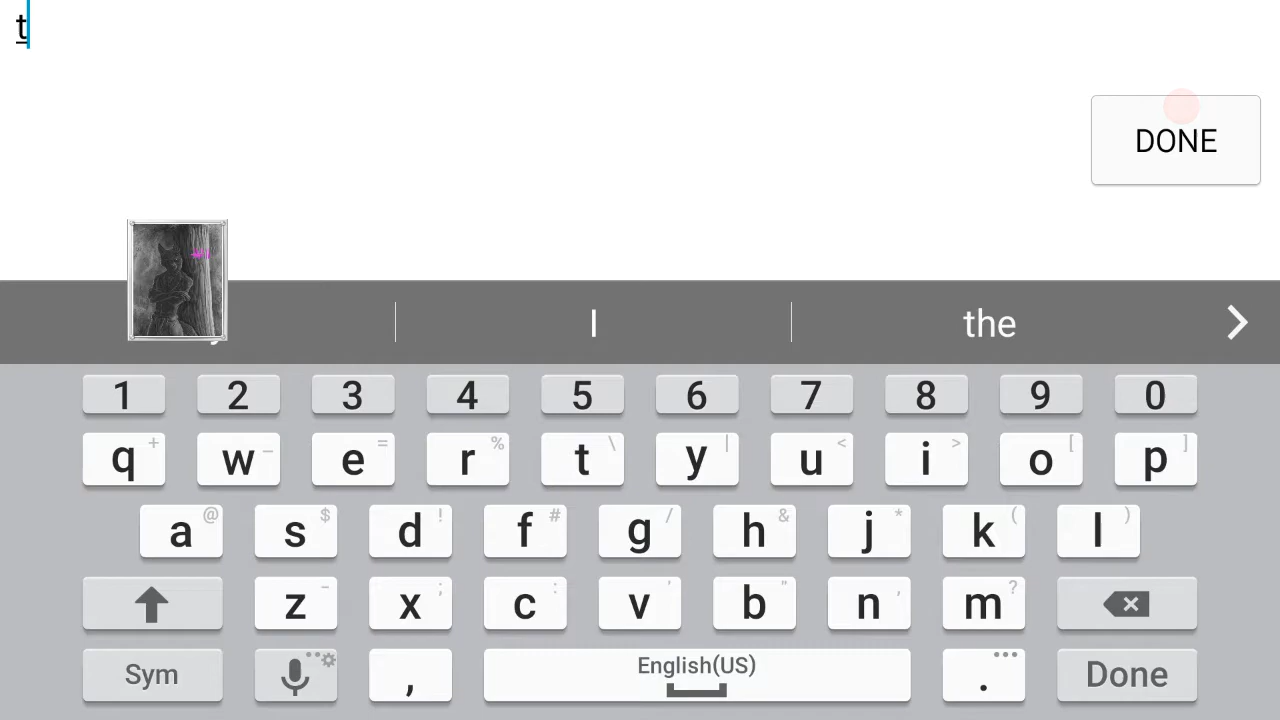 t
DONE
I
the
1 2 3 4 5 6 7 8 9 0
q + w – e = r % t \ y | u < i > o [ p ]
a @ s $ d ! f # g / h & j * k ( l )
z - x ; c : v ' b " n , m ?
Sym , English(US) . Done